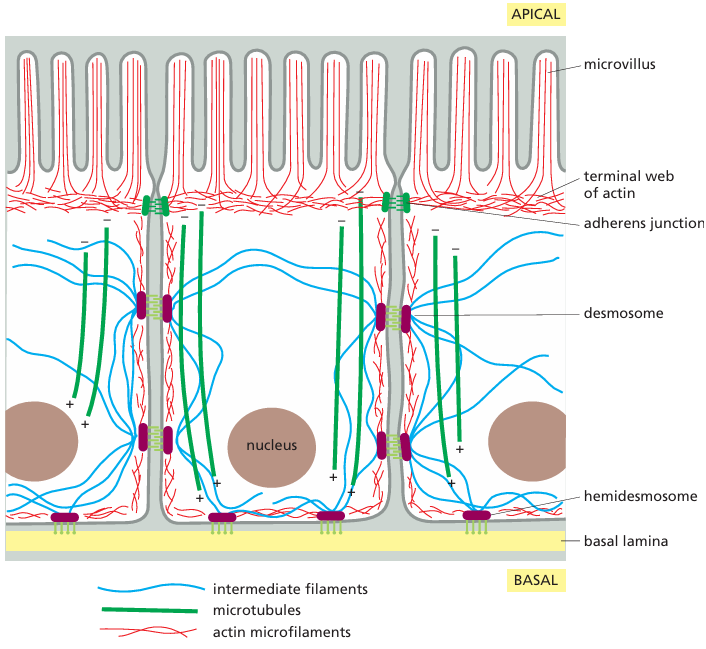 APICAL
microvillus
terminal web
of actin
adherens junction
desmosome
nucleus
hemidesmosome
basal lamina
BASAL
intermediate filaments
microtubules
actin microfilaments
− − − − − − − −
+ + + + + + + +